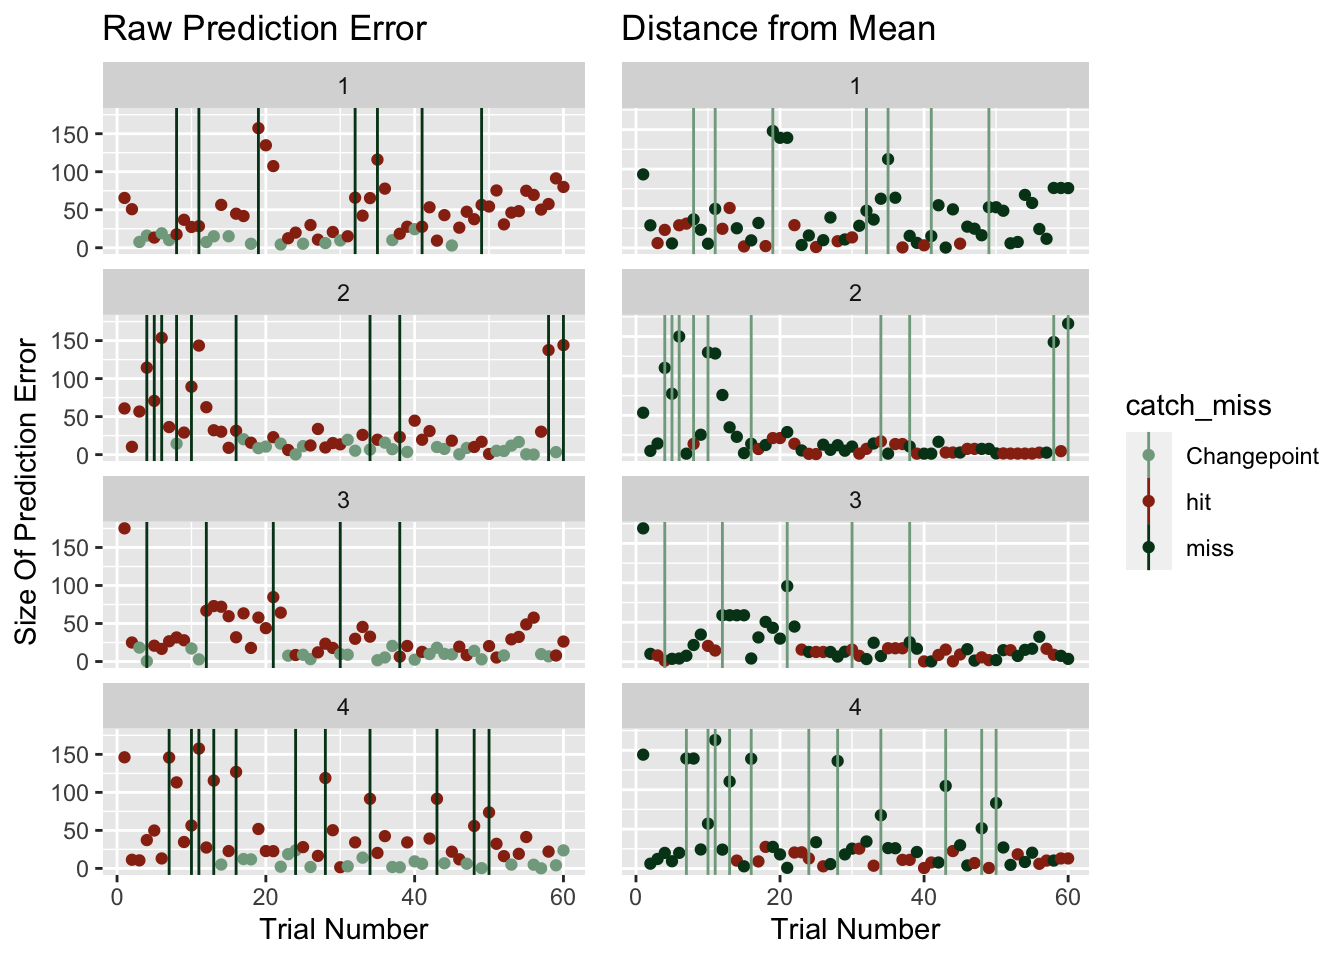 Raw Prediction Error
Distance from Mean
1
1
150
100
50
0
2
2
150
100
50
0
3
3
150
100
50
0
4
4
150
100
50
0
0 20 40 60
0 20 40 60
Trial Number
Trial Number
Size Of Prediction Error
catch_miss
Changepoint
hit
miss